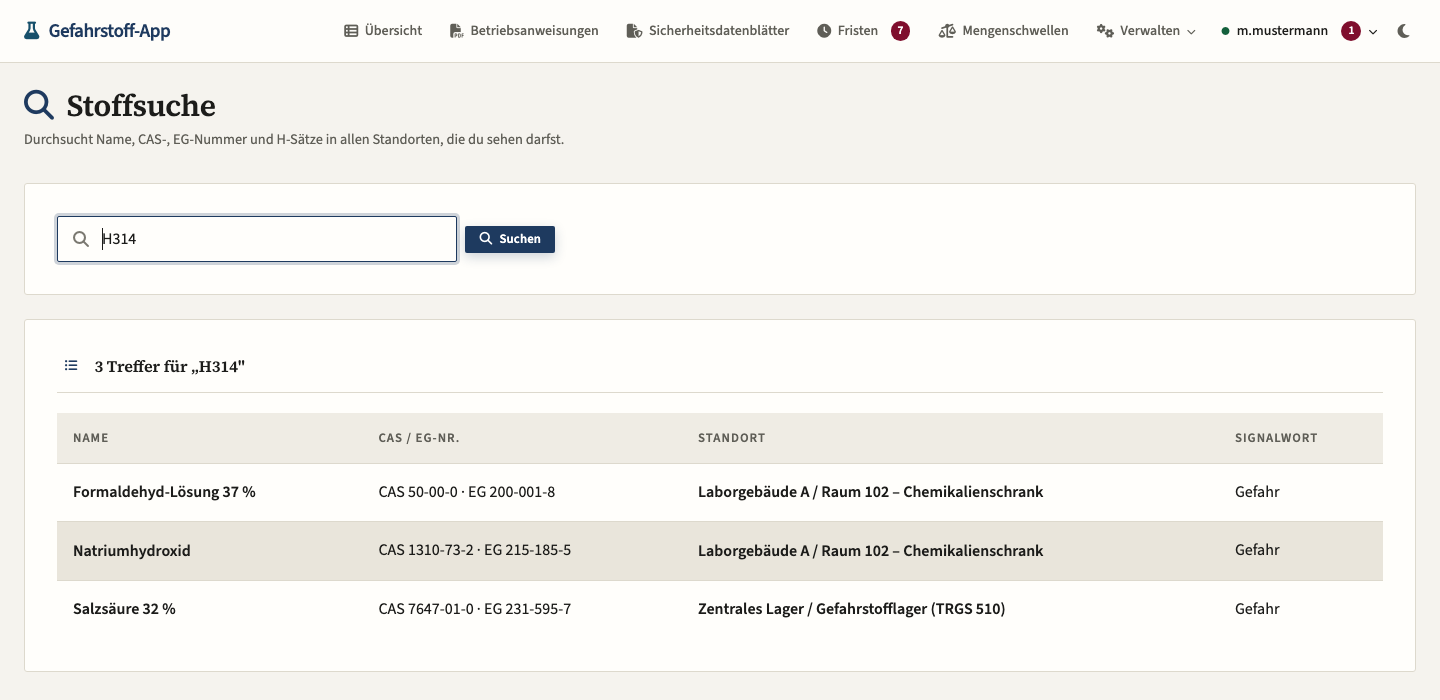 Gefahrstoff-App
Übersicht
Betriebsanweisungen
Sicherheitsdatenblätter
Fristen 7
Mengenschwellen
Verwalten
m.mustermann 1
Stoffsuche
Durchsucht Name, CAS-, EG-Nummer und H-Sätze in allen Standorten, die du sehen darfst.
H314
Suchen
3 Treffer für „H314"
NAME CAS / EG-NR. STANDORT SIGNALWORT
Formaldehyd-Lösung 37 % CAS 50-00-0 · EG 200-001-8 Laborgebäude A / Raum 102 – Chemikalienschrank Gefahr
Natriumhydroxid CAS 1310-73-2 · EG 215-185-5 Laborgebäude A / Raum 102 – Chemikalienschrank Gefahr
Salzsäure 32 % CAS 7647-01-0 · EG 231-595-7 Zentrales Lager / Gefahrstofflager (TRGS 510) Gefahr